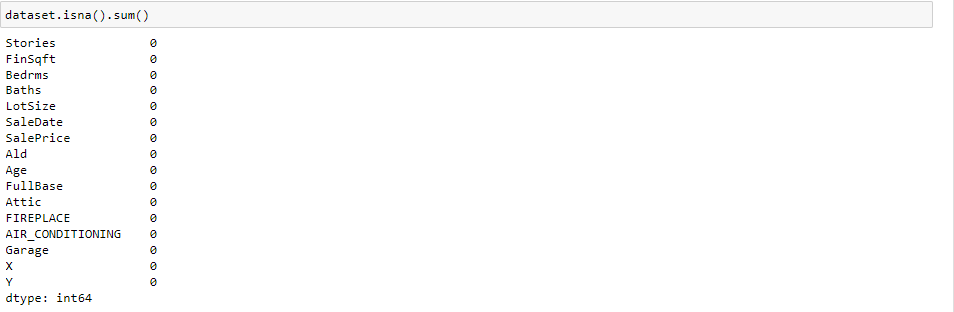 dataset.isna().sum()
Stories 0
FinSqft 0
Bedrms 0
Baths 0
LotSize 0
SaleDate 0
SalePrice 0
Ald 0
Age 0
FullBase 0
Attic 0
FIREPLACE 0
AIR_CONDITIONING 0
Garage 0
X 0
Y 0
dtype: int64